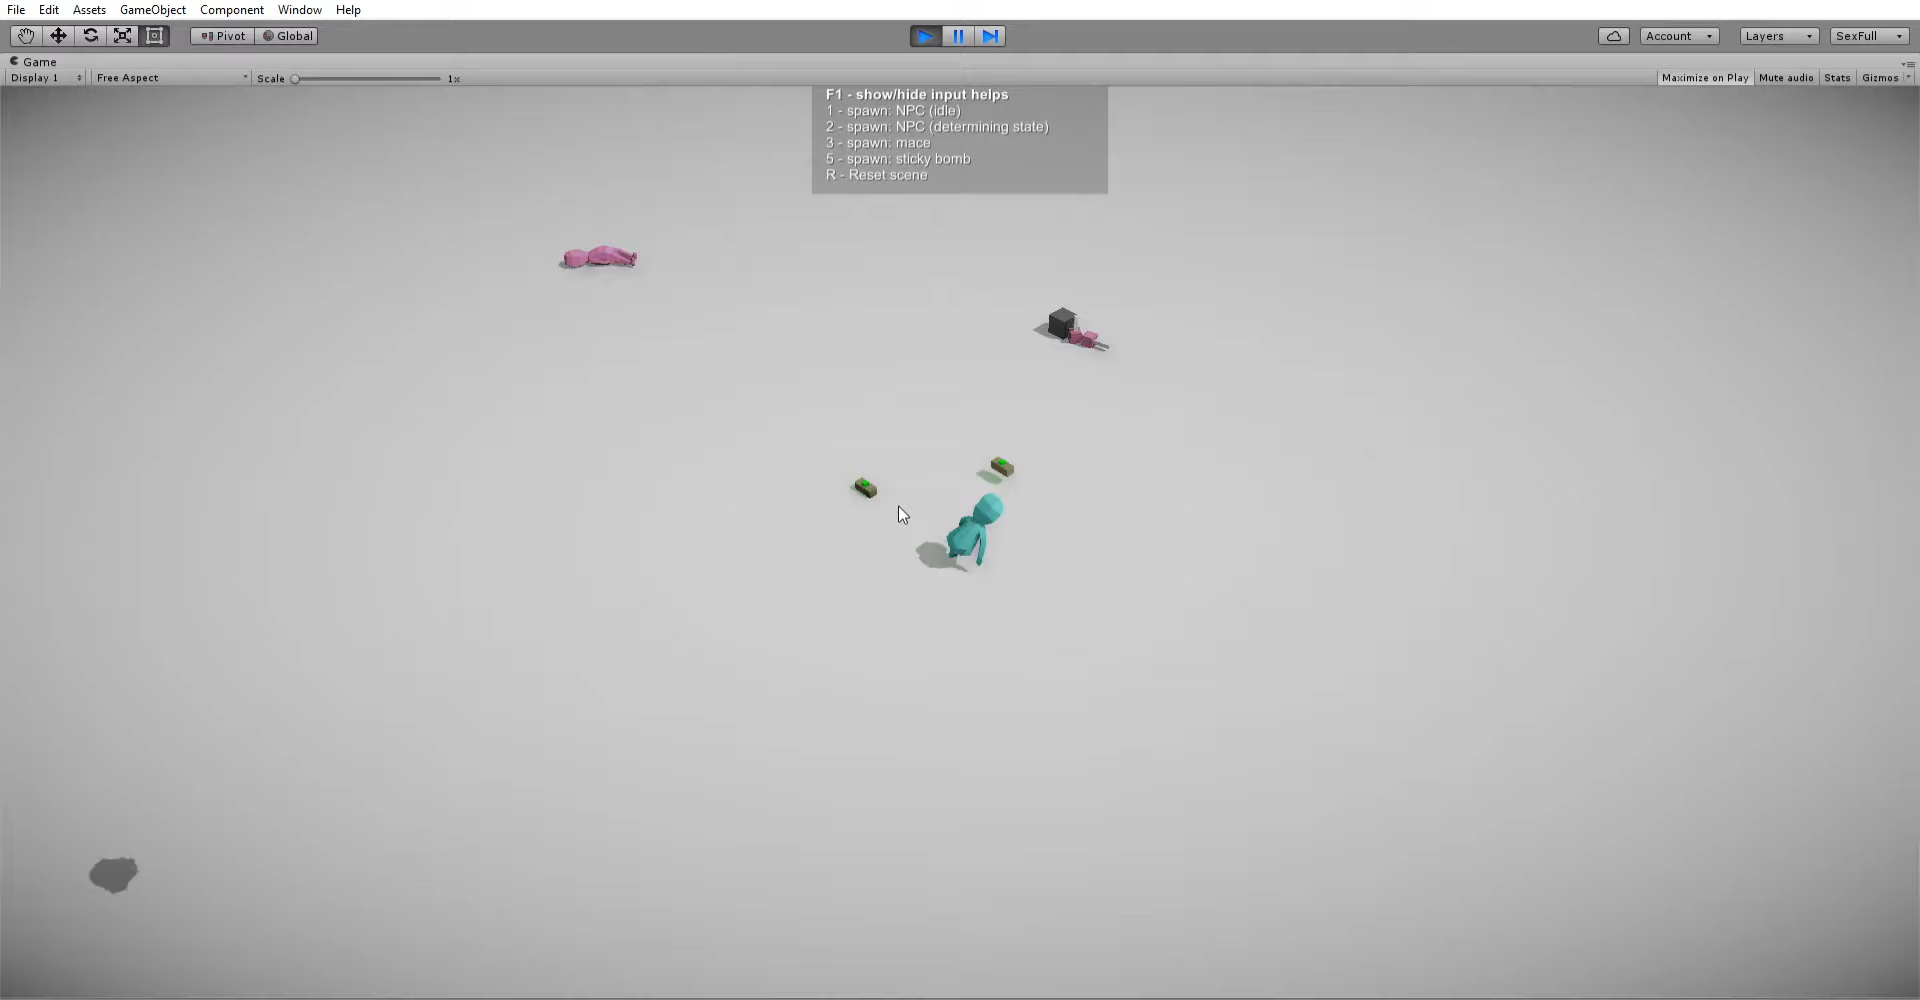 File Edit Assets GameObject Component Window Help
Pivot Global Account Layers SexFull
Game
Display 1 Free Aspect Scale 1x Maximize on Play Mute audio Stats Gizmos
F1 - show/hide input helps
1 - spawn: NPC (idle)
2 - spawn: NPC (determining state)
3 - spawn: mace
5 - spawn: sticky bomb
R - Reset scene